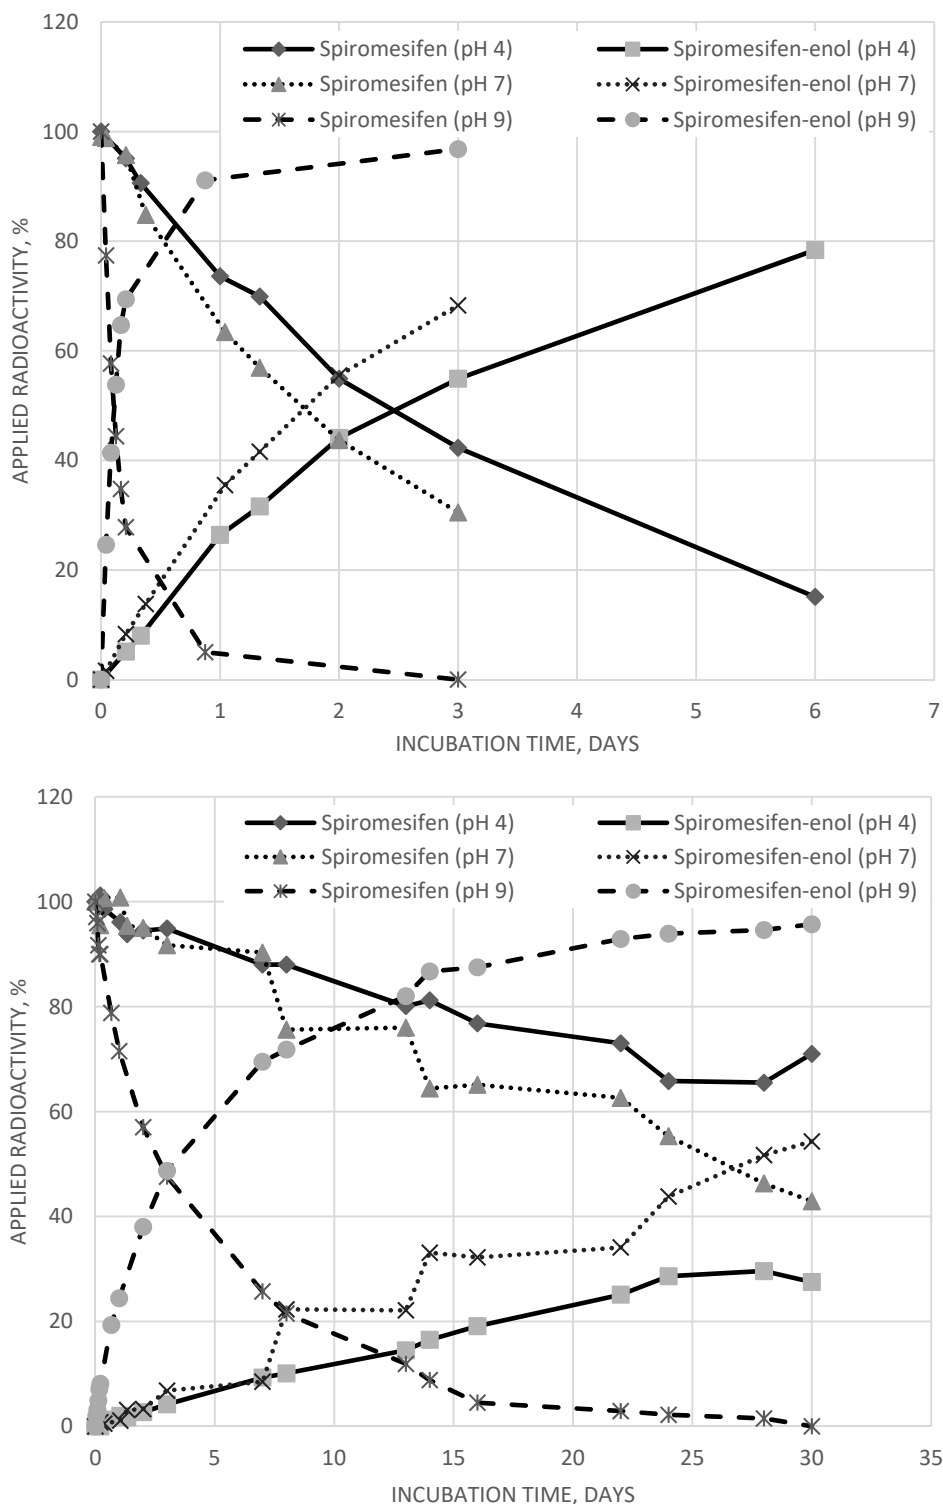 120
Spiromesifen (pH 4) Spiromesifen-enol (pH 4)
Spiromesifen (pH 7) Spiromesifen-enol (pH 7)
Spiromesifen (pH 9) Spiromesifen-enol (pH 9)
100
80
60
40
20
0
APPLIED RADIOACTIVITY, %
0 1 2 3 4 5 6 7
INCUBATION TIME, DAYS
120
Spiromesifen (pH 4) Spiromesifen-enol (pH 4)
Spiromesifen (pH 7) Spiromesifen-enol (pH 7)
Spiromesifen (pH 9) Spiromesifen-enol (pH 9)
100
80
60
40
20
0
APPLIED RADIOACTIVITY, %
0 5 10 15 20 25 30 35
INCUBATION TIME, DAYS